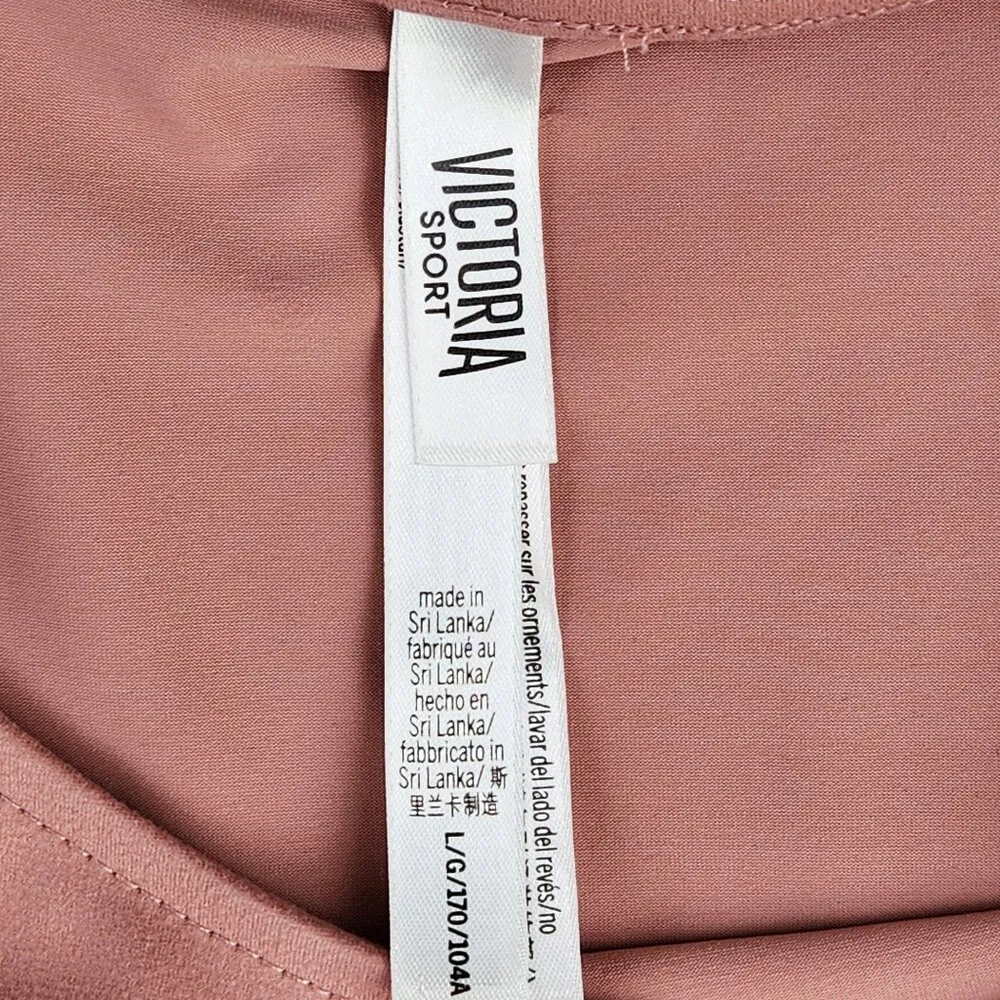 VICTORIA
SPORT
made in
Sri Lanka/
fabriqué au
Sri Lanka/
hecho en
Sri Lanka/
fabbricato in
Sri Lanka/ 斯
里兰卡制造
L/G/170/104A
repasser sur les ornements/lavar del lado del revés/no